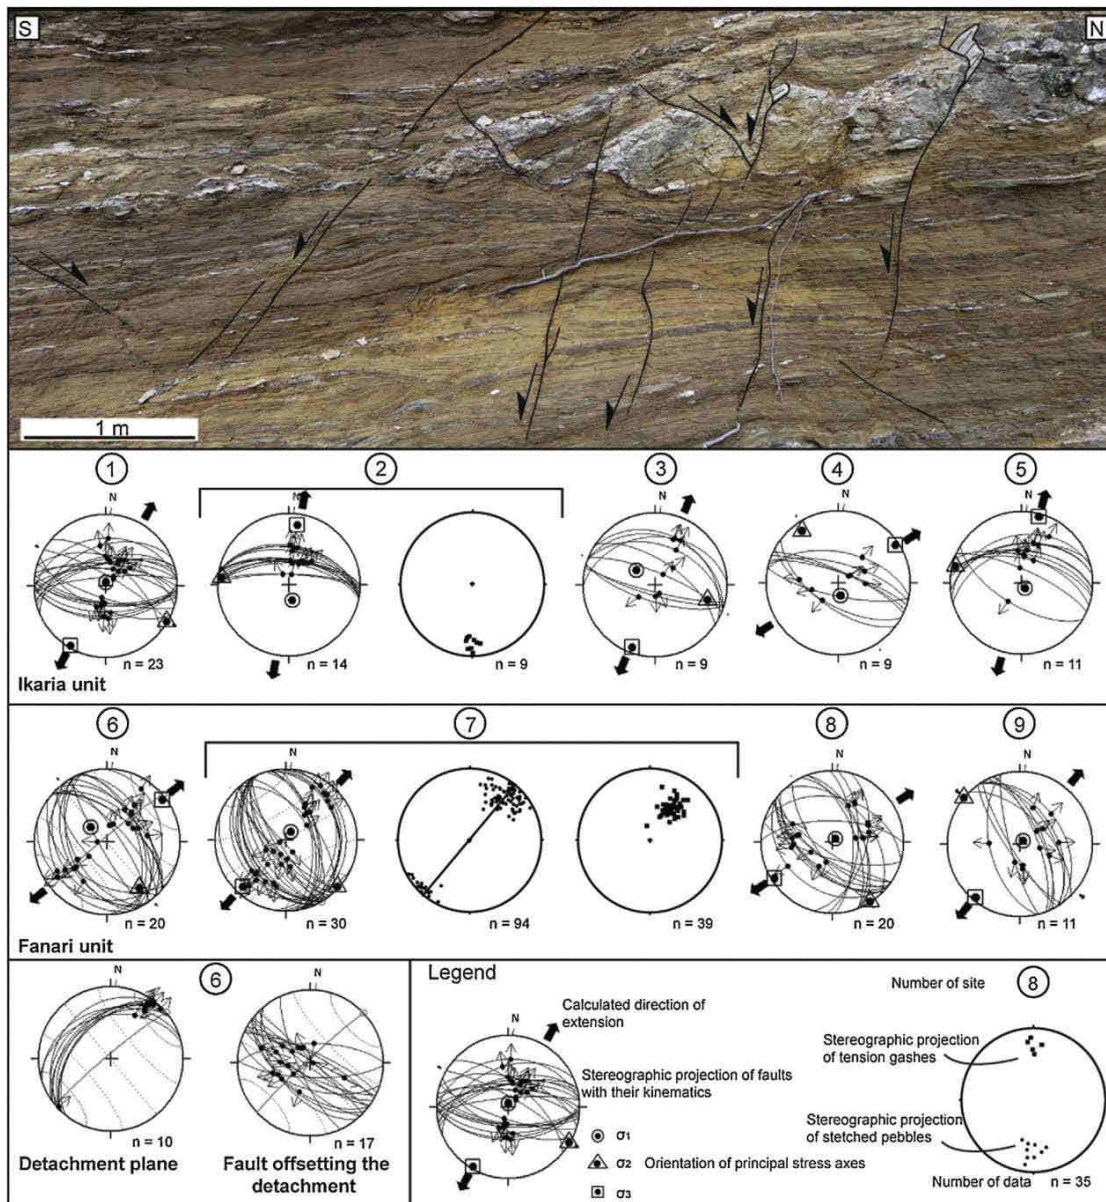 S N
1 m
1 2 3 4 5
N N N N N
n = 23 n = 14 n = 9 n = 9 n = 9 n = 11
Ikaria unit
6 7 8 9
N N N N
n = 20 n = 30 n = 94 n = 39 n = 20 n = 11
Fanari unit
6
N N
n = 10 n = 17
Detachment plane
Fault offsetting the
detachment
Legend
N
Calculated direction of
extension
Stereographic projection of faults
with their kinematics
σ1
σ2 Orientation of principal stress axes
σ3
Number of site 8
Stereographic projection
of tension gashes
Stereographic projection
of stetched pebbles
Number of data n = 35